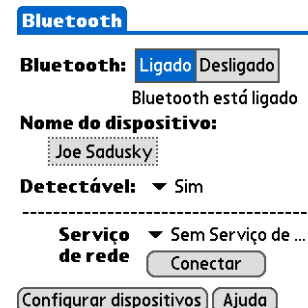 Bluetooth
Bluetooth: Ligado Desligado
Bluetooth está ligado
Nome do dispositivo:
Joe Sadusky
Detectável: Sim
Serviço Sem Serviço de ...
de rede
Conectar
Configurar dispositivos Ajuda